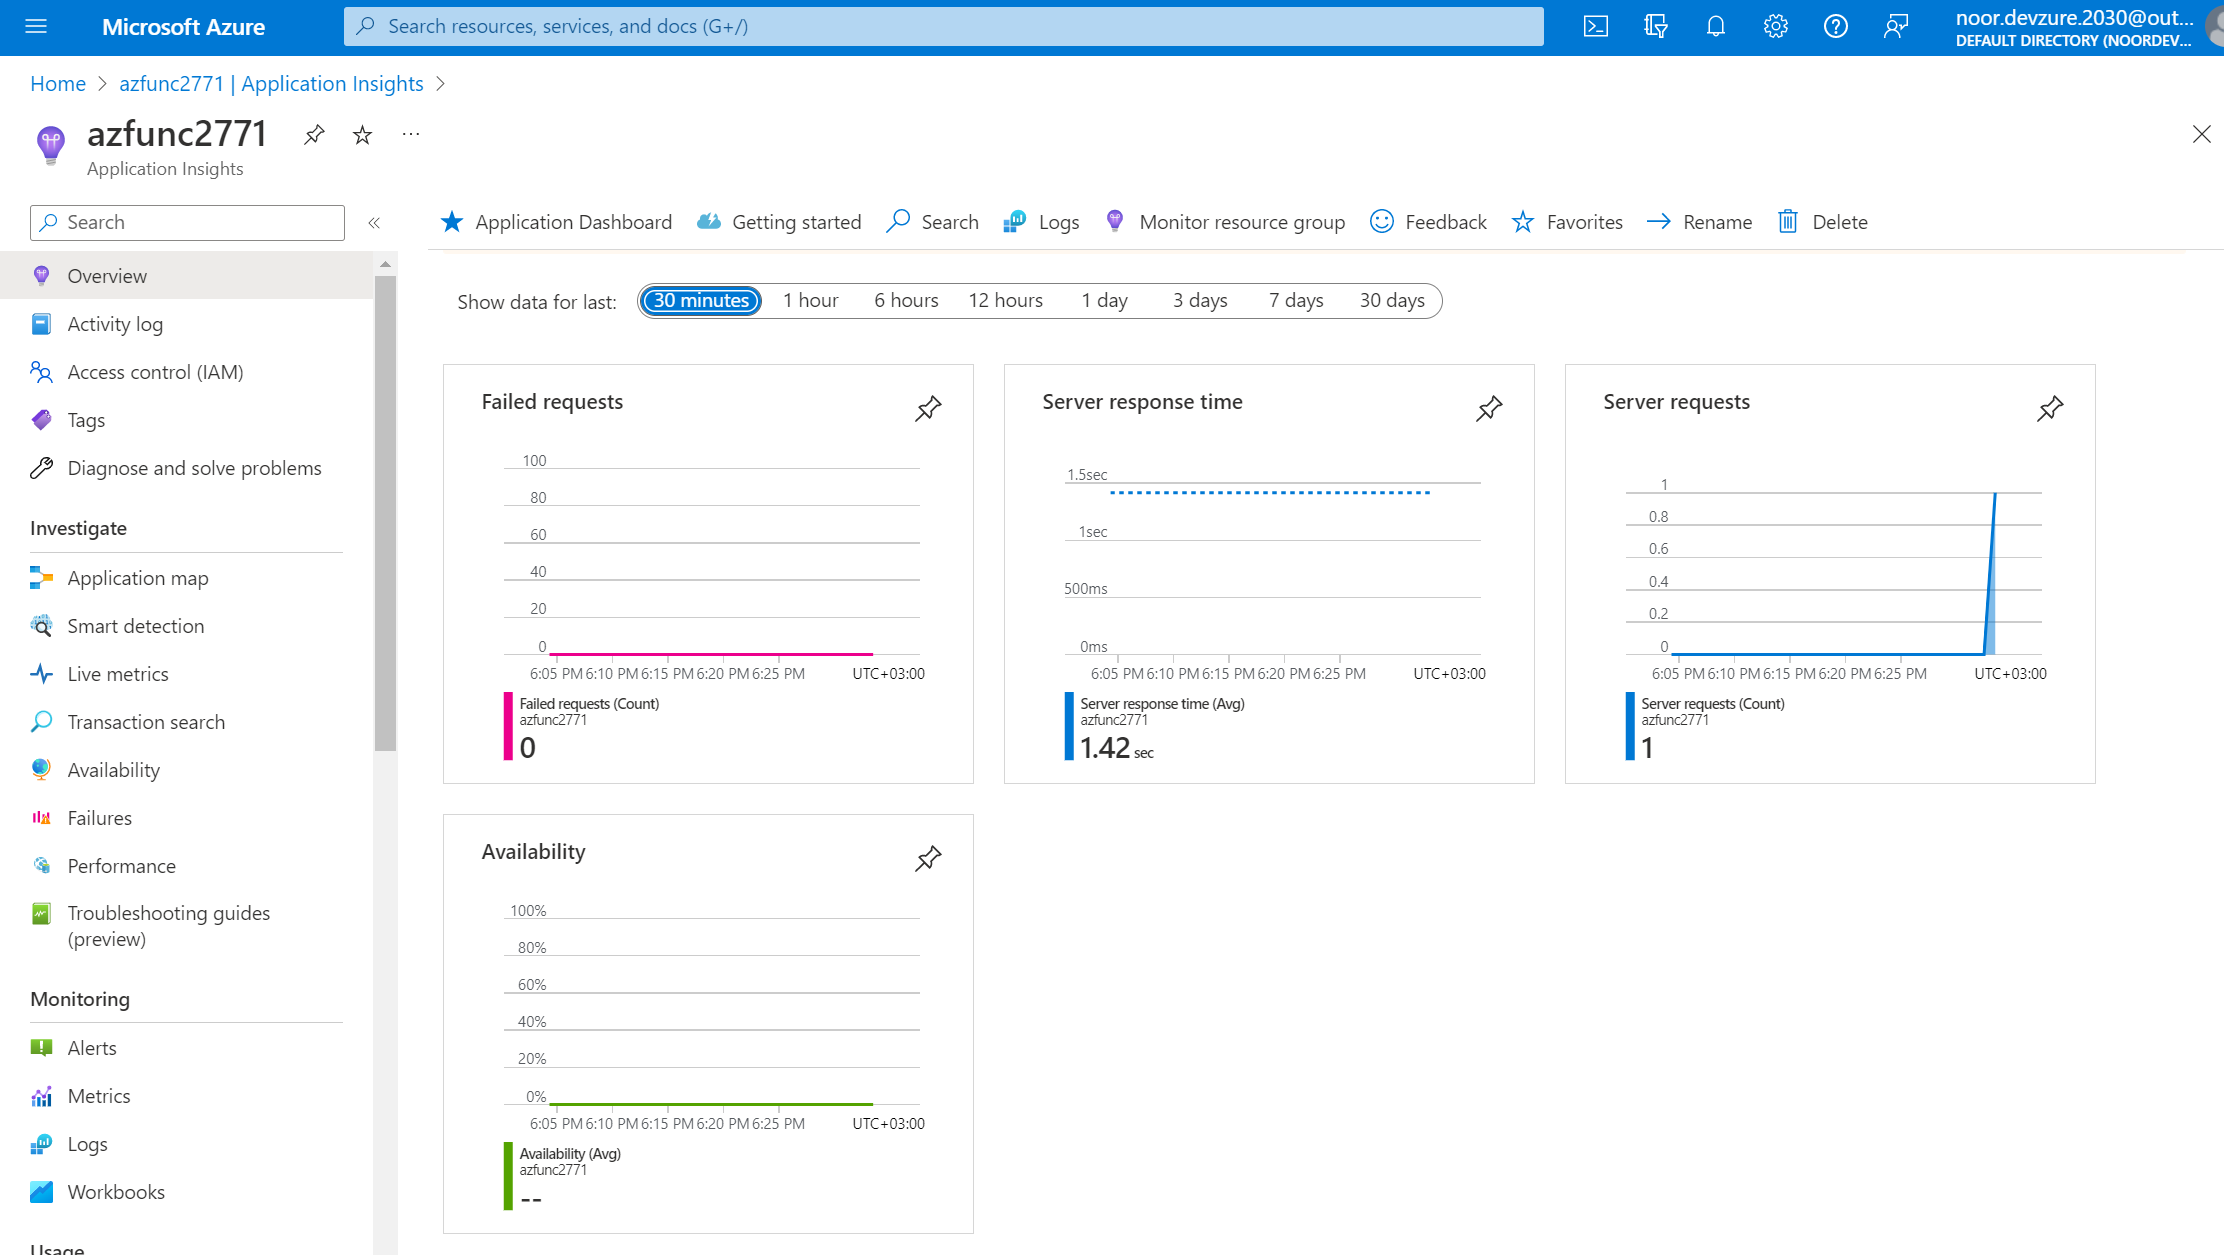 Microsoft Azure
Search resources, services, and docs (G+/)
noor.devzure.2030@out...
DEFAULT DIRECTORY (NOORDEV...
Home > azfunc2771 | Application Insights >
azfunc2771
Application Insights
Search
Application Dashboard
Getting started
Search
Logs
Monitor resource group
Feedback
Favorites
Rename
Delete
Overview
Activity log
Access control (IAM)
Tags
Diagnose and solve problems
Investigate
Application map
Smart detection
Live metrics
Transaction search
Availability
Failures
Performance
Troubleshooting guides
(preview)
Monitoring
Alerts
Metrics
Logs
Workbooks
Usage
Show data for last: 30 minutes 1 hour 6 hours 12 hours 1 day 3 days 7 days 30 days
Failed requests
100
80
60
40
20
0
6:05 PM 6:10 PM 6:15 PM 6:20 PM 6:25 PM UTC+03:00
Failed requests (Count)
azfunc2771
0
Server response time
1.5sec
1sec
500ms
0ms
6:05 PM 6:10 PM 6:15 PM 6:20 PM 6:25 PM UTC+03:00
Server response time (Avg)
azfunc2771
1.42 sec
Server requests
1
0.8
0.6
0.4
0.2
0
6:05 PM 6:10 PM 6:15 PM 6:20 PM 6:25 PM UTC+03:00
Server requests (Count)
azfunc2771
1
Availability
100%
80%
60%
40%
20%
0%
6:05 PM 6:10 PM 6:15 PM 6:20 PM 6:25 PM UTC+03:00
Availability (Avg)
azfunc2771
--